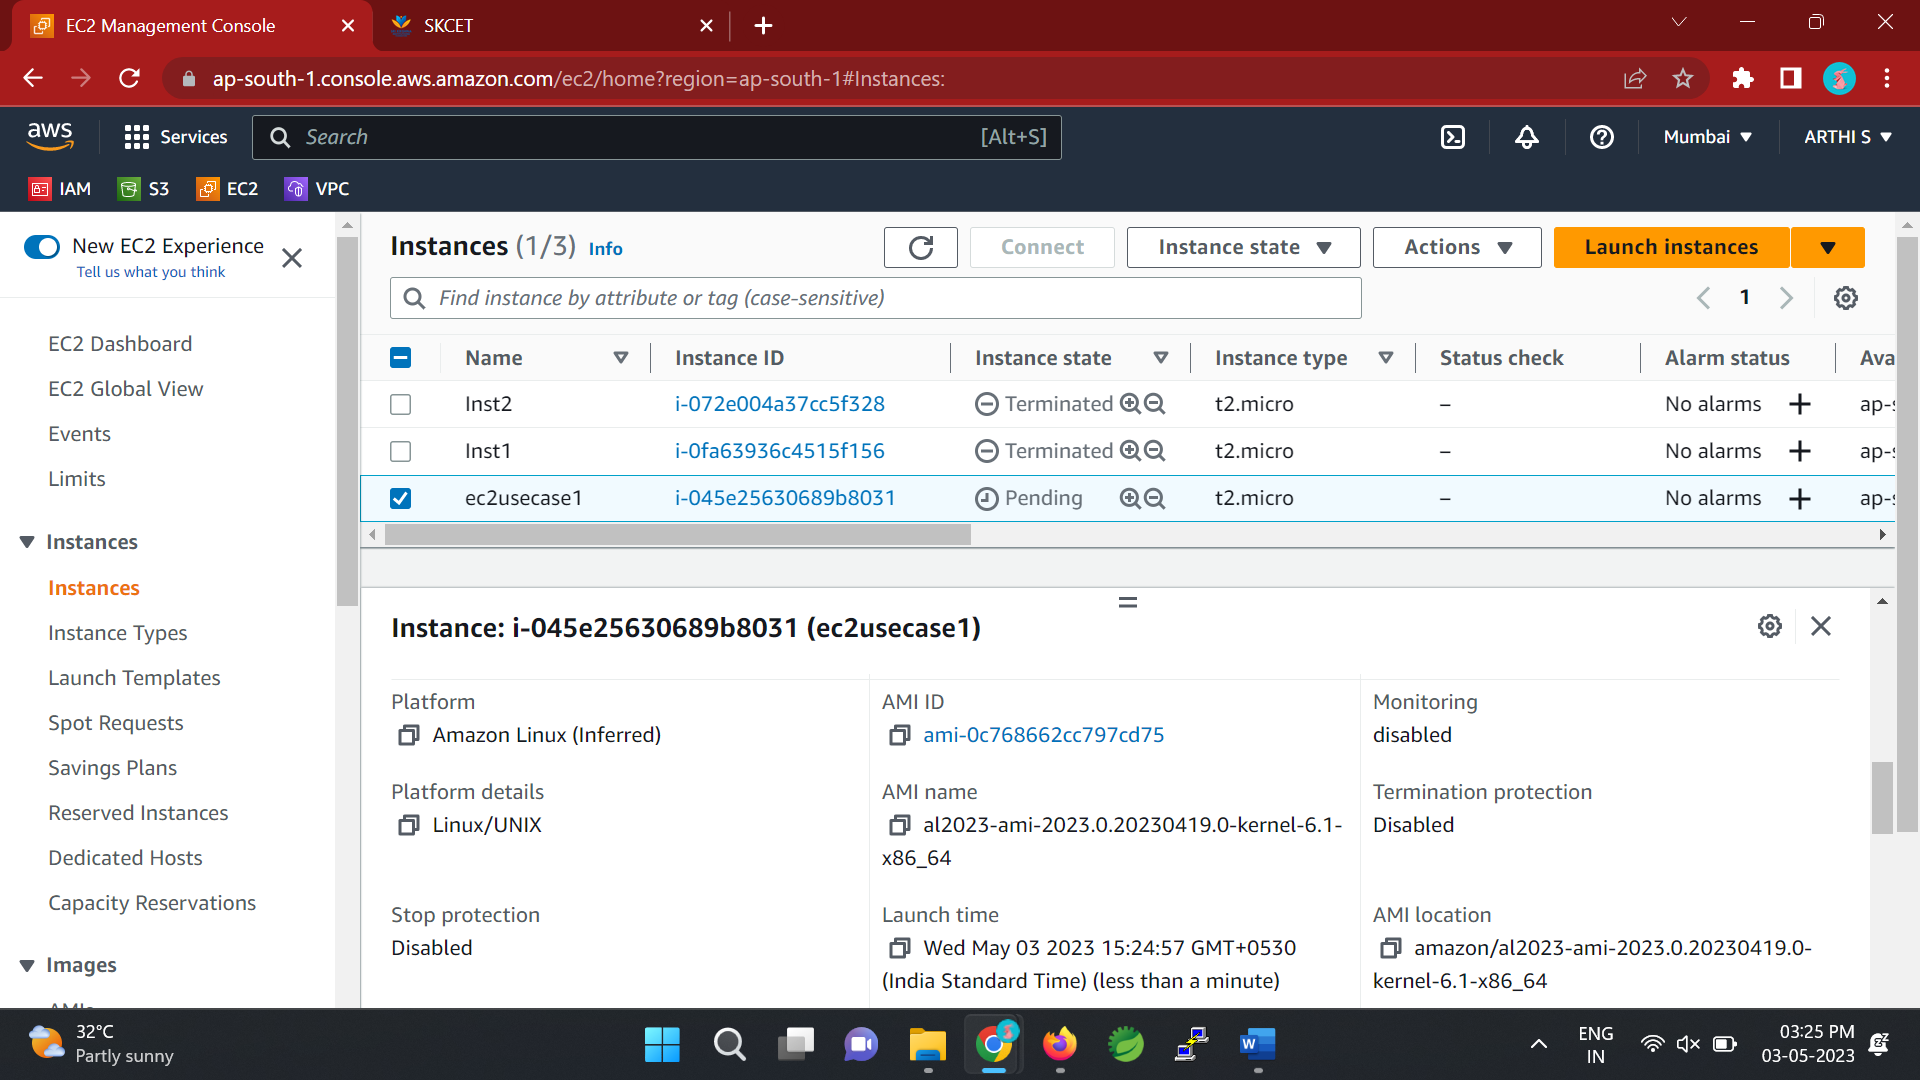 EC2 Management Console
SKCET
ap-south-1.console.aws.amazon.com/ec2/home?region=ap-south-1#Instances:
aws Services Search [Alt+S] Mumbai ARTHI S
IAM S3 EC2 VPC
New EC2 Experience
Tell us what you think
EC2 Dashboard
EC2 Global View
Events
Limits
Instances
Instances
Instance Types
Launch Templates
Spot Requests
Savings Plans
Reserved Instances
Dedicated Hosts
Capacity Reservations
Images
AMIs
Instances (1/3) Info Connect Instance state Actions Launch instances
Find instance by attribute or tag (case-sensitive) 1
Name Instance ID Instance state Instance type Status check Alarm status Ava
Inst2 i-072e004a37cc5f328 Terminated t2.micro – No alarms + ap-s
Inst1 i-0fa63936c4515f156 Terminated t2.micro – No alarms + ap-s
ec2usecase1 i-045e25630689b8031 Pending t2.micro – No alarms + ap-s
Instance: i-045e25630689b8031 (ec2usecase1)
Platform
Amazon Linux (Inferred)
AMI ID
ami-0c768662cc797cd75
Monitoring
disabled
Platform details
Linux/UNIX
AMI name
al2023-ami-2023.0.20230419.0-kernel-6.1-
x86_64
Termination protection
Disabled
Stop protection
Disabled
Launch time
Wed May 03 2023 15:24:57 GMT+0530
(India Standard Time) (less than a minute)
AMI location
amazon/al2023-ami-2023.0.20230419.0-
kernel-6.1-x86_64
32°C
Partly sunny
W
ENG
IN
03:25 PM
03-05-2023